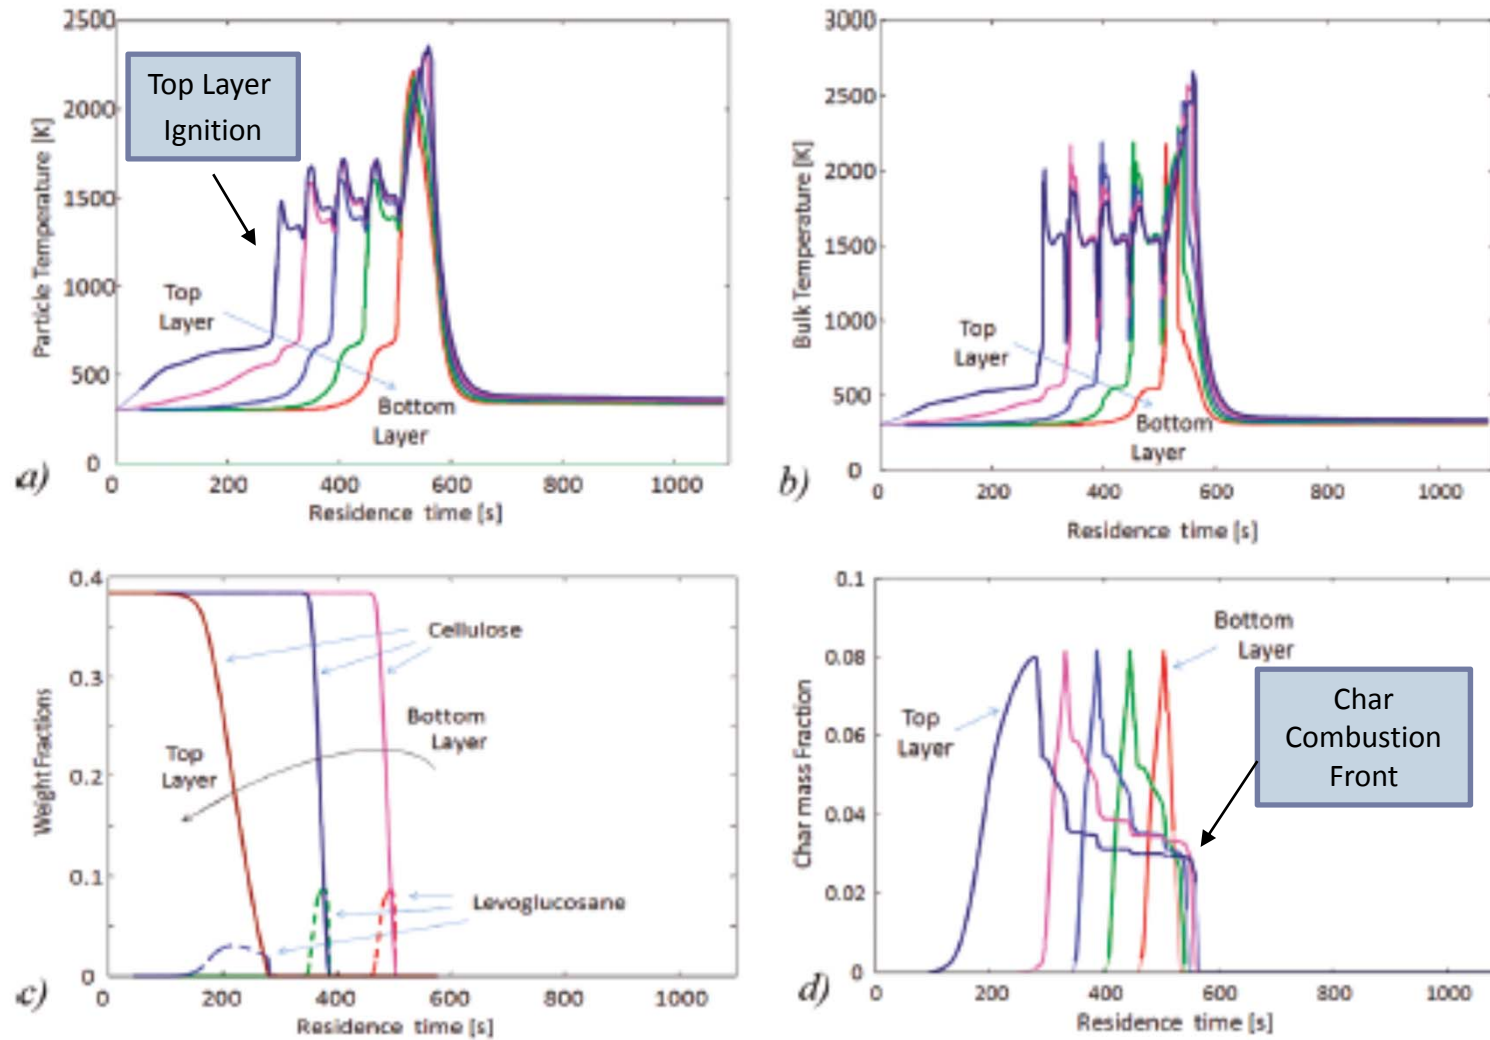 2500
2000
1500
1000
500
0
Particle Temperature [K]
Top Layer
Ignition
Top
Layer
Bottom
Layer
a)
0 200 400 600 800 1000
Residence time [s]
3000
2500
2000
1500
1000
500
0
Bulk Temperature [K]
Top
Layer
Bottom
Layer
b)
0 200 400 600 800 1000
Residence time [s]
0.4
0.3
0.2
0.1
0
Weight Fractions
Cellulose
Bottom
Layer
Top
Layer
Levoglucosane
c)
0 200 400 600 800 1000
Residence time [s]
0.1
0.08
0.06
0.04
0.02
0
Char mass Fraction
Bottom
Layer
Top
Layer
Char
Combustion
Front
d)
0 200 400 600 800 1000
Residence time [s]